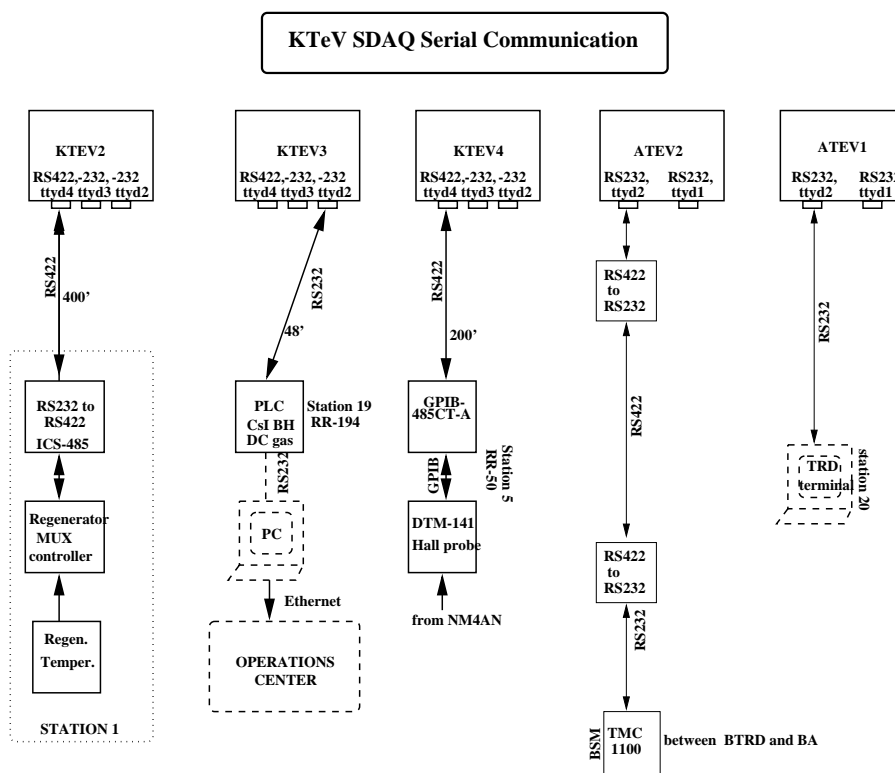 KTeV SDAQ Serial Communication
KTEV2
RS422,-232, -232
ttyd4 ttyd3 ttyd2
RS422
400'
RS232 to
RS422
ICS-485
Regenerator
MUX
controller
Regen.
Temper.
STATION 1
KTEV3
RS422,-232, -232
ttyd4 ttyd3 ttyd2
RS232
48'
PLC
CsI BH
DC gas
Station 19
RR-194
RS232
PC
Ethernet
OPERATIONS
CENTER
KTEV4
RS422,-232, -232
ttyd4 ttyd3 ttyd2
RS422
200'
GPIB-
485CT-A
GPIB
Station 5
RR-50
DTM-141
Hall probe
from NM4AN
ATEV2
RS232, RS232,
ttyd2 ttyd1
RS422
to
RS232
RS422
RS422
to
RS232
RS232
BSM
TMC
1100
between BTRD and BA
ATEV1
RS232, RS232
ttyd2 ttyd1
RS232
TRD
terminal
station 20